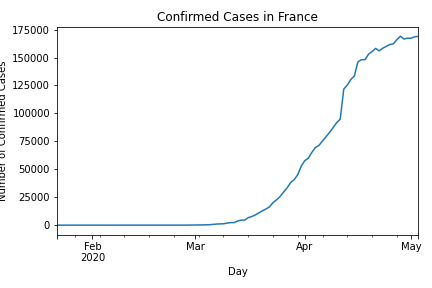 Confirmed Cases in France
Number of Confirmed Cases
175000
150000
125000
100000
75000
50000
25000
0
Feb
2020
Mar
Apr
May
Day